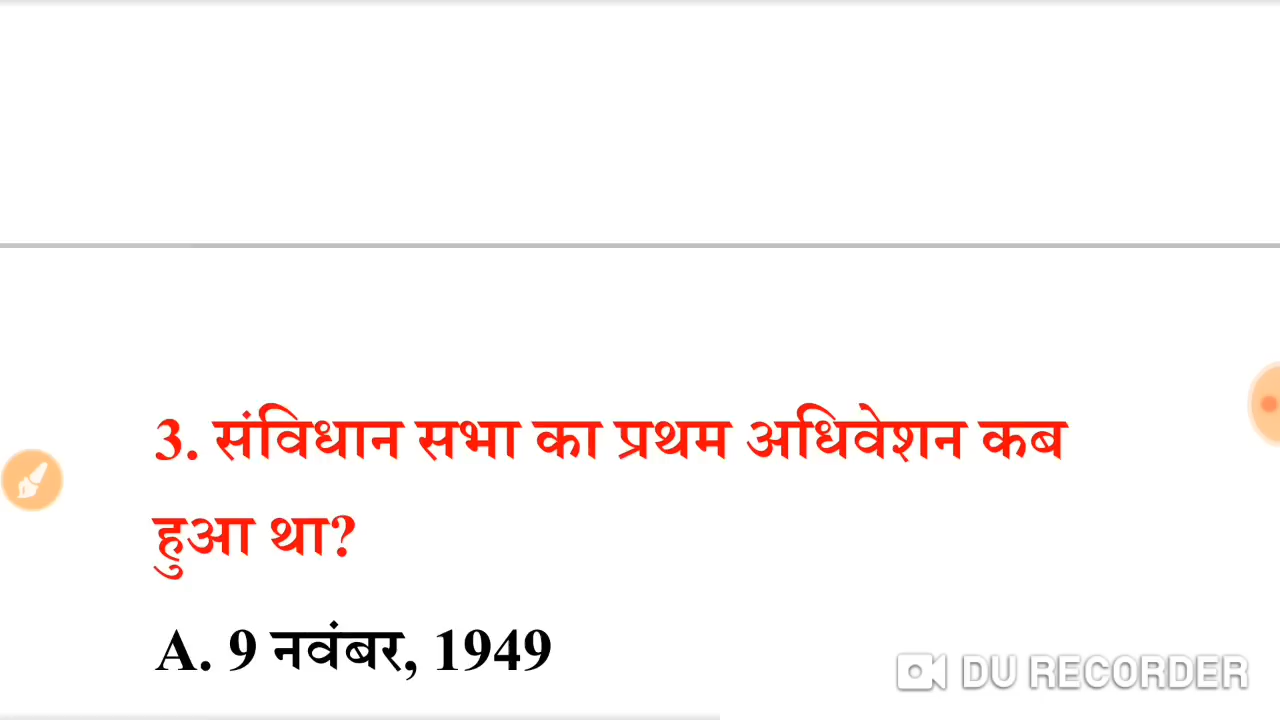 3. संविधान सभा का प्रथम अधिवेशन कब
हुआ था?
A. 9 नवंबर, 1949
DU RECORDER